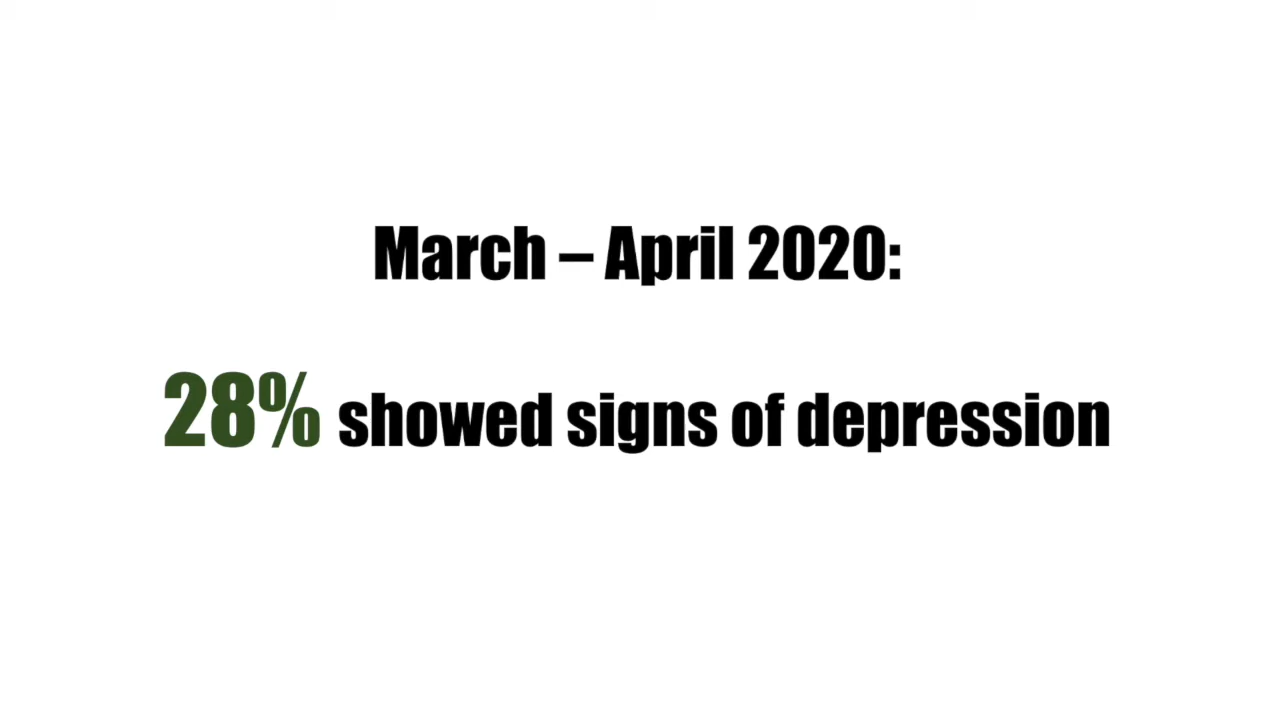 March – April 2020:
28% showed signs of depression